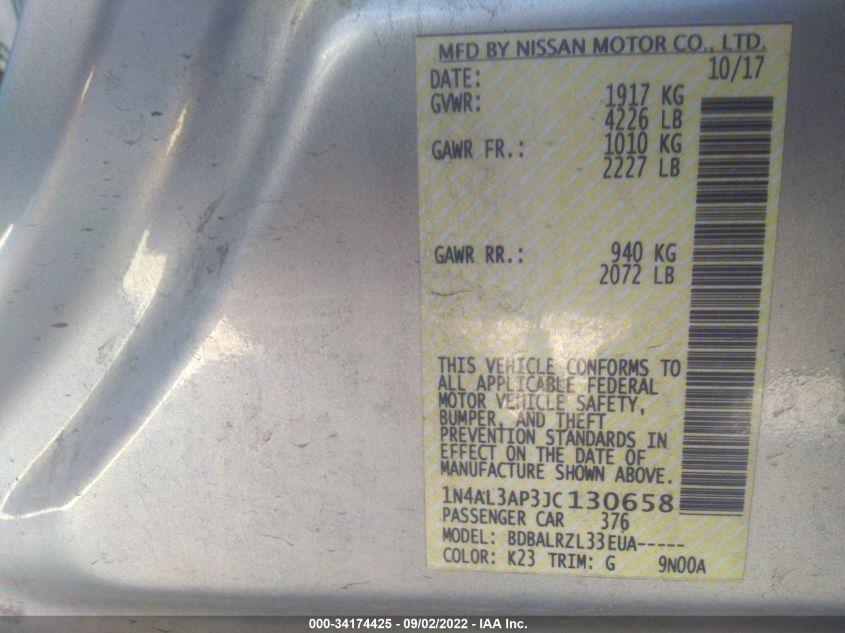 MFD BY NISSAN MOTOR CO., LTD.
DATE: 10/17
GVWR: 1917 KG
4226 LB
GAWR FR.: 1010 KG
2227 LB
GAWR RR.: 940 KG
2072 LB
THIS VEHICLE CONFORMS TO
ALL APPLICABLE FEDERAL
MOTOR VEHICLE SAFETY,
BUMPER, AND THEFT
PREVENTION STANDARDS IN
EFFECT ON THE DATE OF
MANUFACTURE SHOWN ABOVE.
1N4AL3AP3JC130658
PASSENGER CAR 376
MODEL: BDBALRZL33EUA-----
COLOR: K23 TRIM: G 9N00A
000-34174425 - 09/02/2022 - IAA Inc.